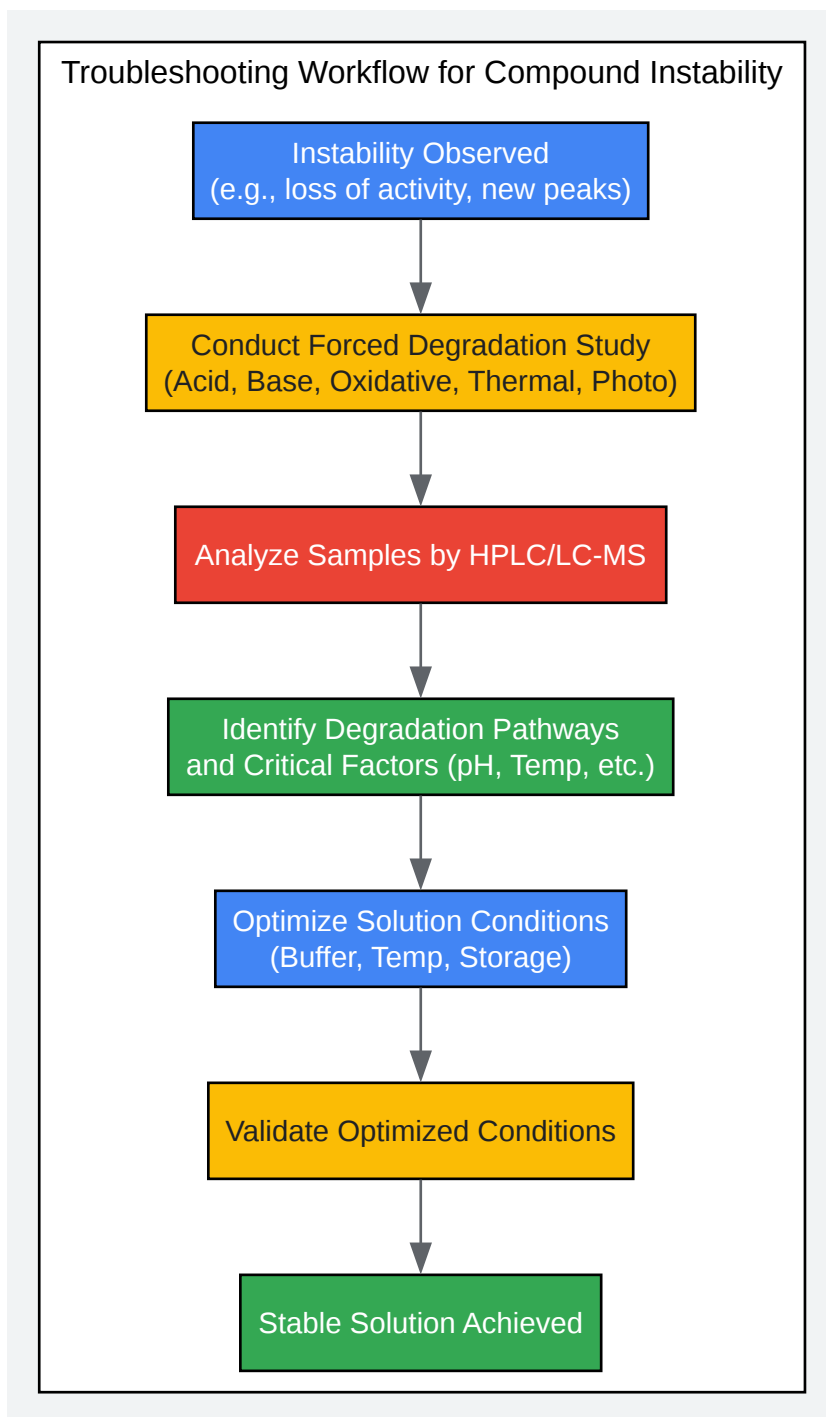 Troubleshooting Workflow for Compound Instability
Instability Observed
(e.g., loss of activity, new peaks)
Conduct Forced Degradation Study
(Acid, Base, Oxidative, Thermal, Photo)
Analyze Samples by HPLC/LC-MS
Identify Degradation Pathways
and Critical Factors (pH, Temp, etc.)
Optimize Solution Conditions
(Buffer, Temp, Storage)
Validate Optimized Conditions
Stable Solution Achieved